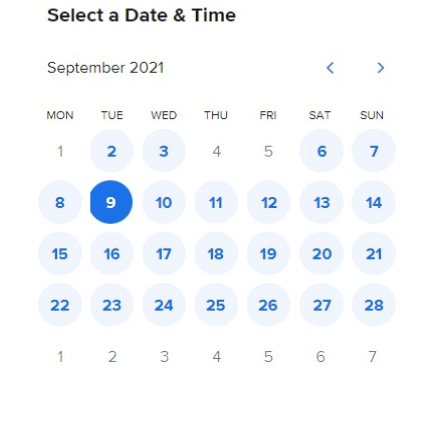 Select a Date & Time
September 2021
MON TUE WED THU FRI SAT SUN
1 2 3 4 5 6 7
8 9 10 11 12 13 14
15 16 17 18 19 20 21
22 23 24 25 26 27 28
1 2 3 4 5 6 7